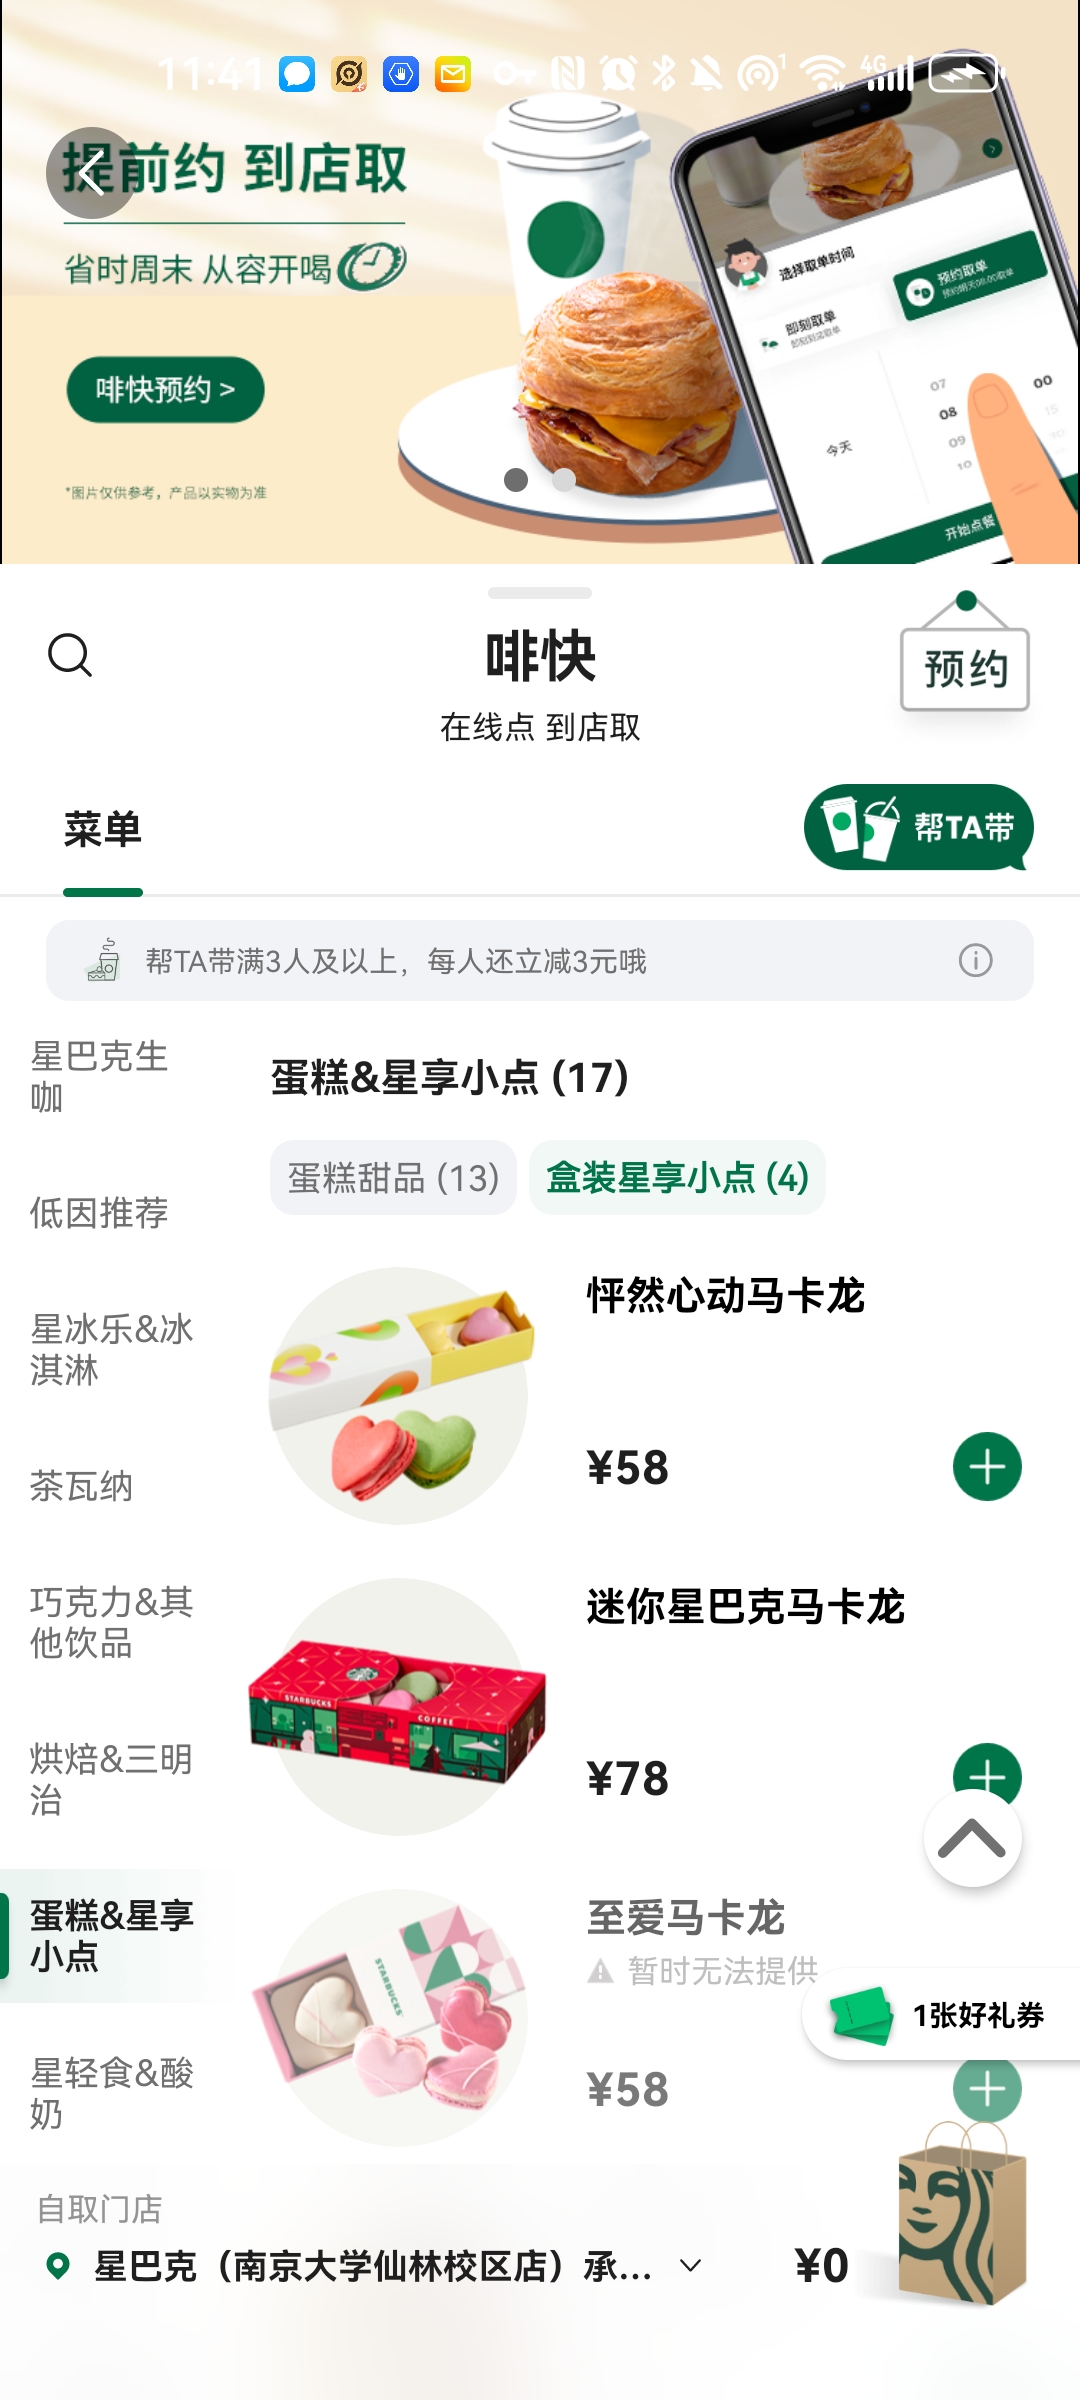 11:41
4G
提前约 到店取
省时周末 从容开喝
啡快预约 >
*图片仅供参考，产品以实物为准
选择取单时间
即刻取单
预约取单
07
08
09
10
00
15
今天
开始点餐
啡快
预约
在线点 到店取
菜单
帮TA带
帮TA带满3人及以上，每人还立减3元哦
星巴克生
咖
低因推荐
星冰乐&冰
淇淋
茶瓦纳
巧克力&其
他饮品
烘焙&三明
治
蛋糕&星享
小点
星轻食&酸
奶
蛋糕&星享小点 (17)
蛋糕甜品 (13)
盒装星享小点 (4)
怦然心动马卡龙
¥58
迷你星巴克马卡龙
STARBUCKS
COFFEE
¥78
至爱马卡龙
暂时无法提供
STARBUCKS
¥58
1张好礼券
自取门店
星巴克（南京大学仙林校区店）承...
¥0